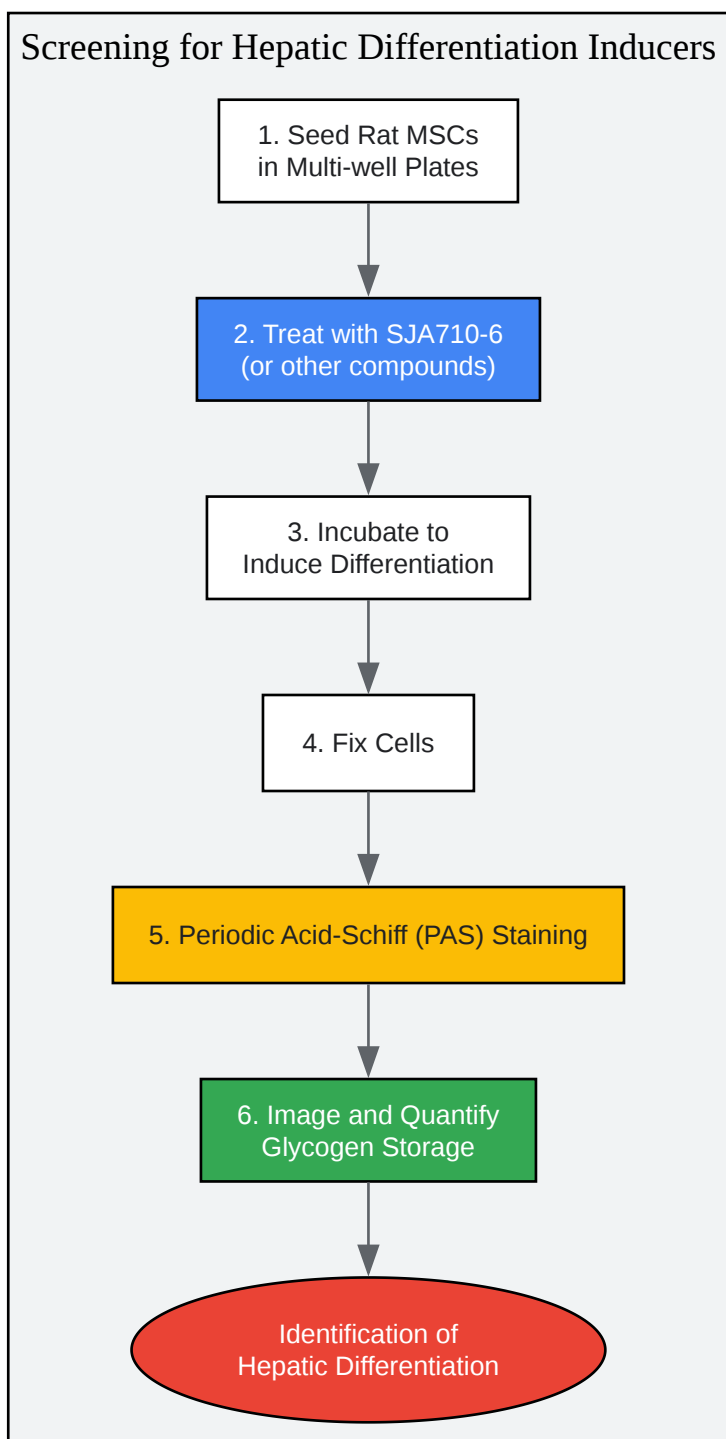 Screening for Hepatic Differentiation Inducers
1. Seed Rat MSCs
in Multi-well Plates
2. Treat with SJA710-6
(or other compounds)
3. Incubate to
Induce Differentiation
4. Fix Cells
5. Periodic Acid-Schiff (PAS) Staining
6. Image and Quantify
Glycogen Storage
Identification of
Hepatic Differentiation